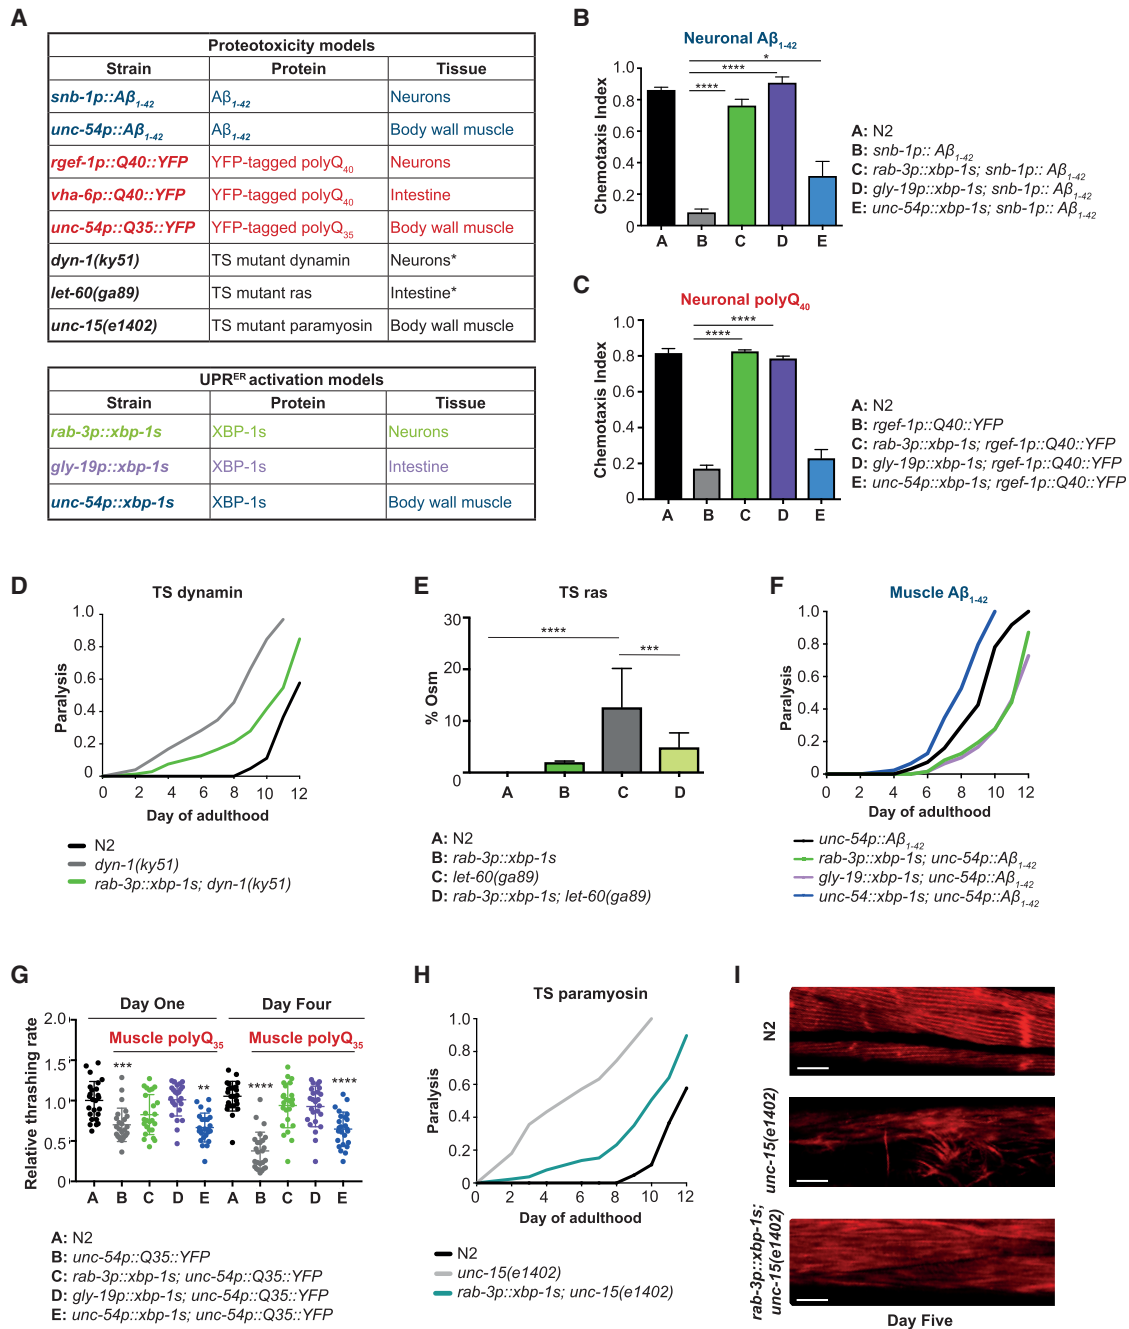 A
Proteotoxicity models
Strain Protein Tissue
snb-1p::Aβ1-42 Aβ1-42 Neurons
unc-54p::Aβ1-42 Aβ1-42 Body wall muscle
rgef-1p::Q40::YFP YFP-tagged polyQ40 Neurons
vha-6p::Q40::YFP YFP-tagged polyQ40 Intestine
unc-54p::Q35::YFP YFP-tagged polyQ35 Body wall muscle
dyn-1(ky51) TS mutant dynamin Neurons*
let-60(ga89) TS mutant ras Intestine*
unc-15(e1402) TS mutant paramyosin Body wall muscle
UPRER activation models
Strain Protein Tissue
rab-3p::xbp-1s XBP-1s Neurons
gly-19p::xbp-1s XBP-1s Intestine
unc-54p::xbp-1s XBP-1s Body wall muscle
B
Neuronal Aβ1-42
Chemotaxis Index
1.0
0.8
0.6
0.4
0.2
0
*
****
****
A B C D E
A: N2
B: snb-1p:: Aβ1-42
C: rab-3p::xbp-1s; snb-1p:: Aβ1-42
D: gly-19p::xbp-1s; snb-1p:: Aβ1-42
E: unc-54p::xbp-1s; snb-1p:: Aβ1-42
C
Neuronal polyQ40
Chemotaxis Index
1.0
0.8
0.6
0.4
0.2
0
****
****
A B C D E
A: N2
B: rgef-1p::Q40::YFP
C: rab-3p::xbp-1s; rgef-1p::Q40::YFP
D: gly-19p::xbp-1s; rgef-1p::Q40::YFP
E: unc-54p::xbp-1s; rgef-1p::Q40::YFP
D
TS dynamin
Paralysis
1.0
0.8
0.6
0.4
0.2
0
0 2 4 6 8 10 12
Day of adulthood
N2
dyn-1(ky51)
rab-3p::xbp-1s; dyn-1(ky51)
E
TS ras
% Osm
30
20
10
0
****
***
A B C D
A: N2
B: rab-3p::xbp-1s
C: let-60(ga89)
D: rab-3p::xbp-1s; let-60(ga89)
F
Muscle Aβ1-42
Paralysis
1.0
0.8
0.6
0.4
0.2
0
0 2 4 6 8 10 12
Day of adulthood
unc-54p::Aβ1-42
rab-3p::xbp-1s; unc-54p::Aβ1-42
gly-19::xbp-1s; unc-54p::Aβ1-42
unc-54::xbp-1s; unc-54p::Aβ1-42
G
Day One Day Four
Muscle polyQ35 Muscle polyQ35
Relative thrashing rate
2.0
1.5
1.0
0.5
0
*** ** **** ****
A B C D E A B C D E
A: N2
B: unc-54p::Q35::YFP
C: rab-3p::xbp-1s; unc-54p::Q35::YFP
D: gly-19p::xbp-1s; unc-54p::Q35::YFP
E: unc-54p::xbp-1s; unc-54p::Q35::YFP
H
TS paramyosin
Paralysis
1.0
0.8
0.6
0.4
0.2
0
0 2 4 6 8 10 12
Day of adulthood
N2
unc-15(e1402)
rab-3p::xbp-1s; unc-15(e1402)
I
N2
unc-15(e1402)
rab-3p::xbp-1s;
unc-15(e1402)
Day Five